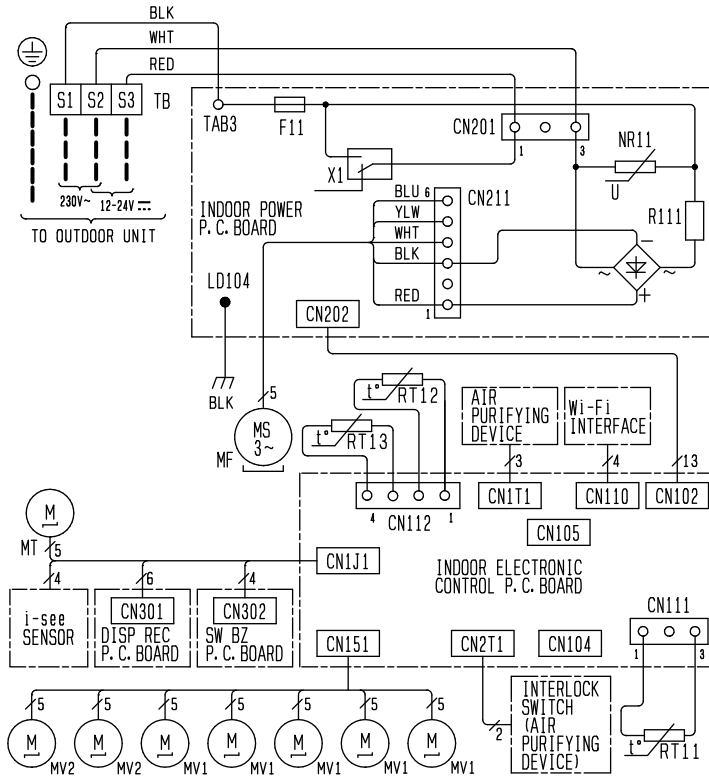 BLK
WHT
RED
S1 S2 S3 TB
TAB3
F11
CN201
1
3
NR11
U
X1
R111
230V~
12-24V
TO OUTDOOR UNIT
INDOOR POWER
P.C.BOARD
BLU 6
YLW
WHT
BLK
RED
1
CN211
~
−
~
+
LD104
BLK
CN202
5
MS
3~
MF
t°
RT12
t°
RT13
AIR
PURIFYING
DEVICE
3
Wi-Fi
INTERFACE
4
13
4
1
CN112
CN1T1
CN110
CN102
CN105
INDOOR ELECTRONIC
CONTROL P.C.BOARD
M
MT
5
CN1J1
4
6
4
i-see
SENSOR
CN301
DISP REC
P.C.BOARD
CN302
SW BZ
P.C.BOARD
CN151
CN2T1
CN104
CN111
1
3
2
INTERLOCK
SWITCH
(AIR
PURIFYING
DEVICE)
t°
RT11
5 5 5 5 5 5 5
M M M M M M M
MV2 MV2 MV1 MV1 MV1 MV1 MV1